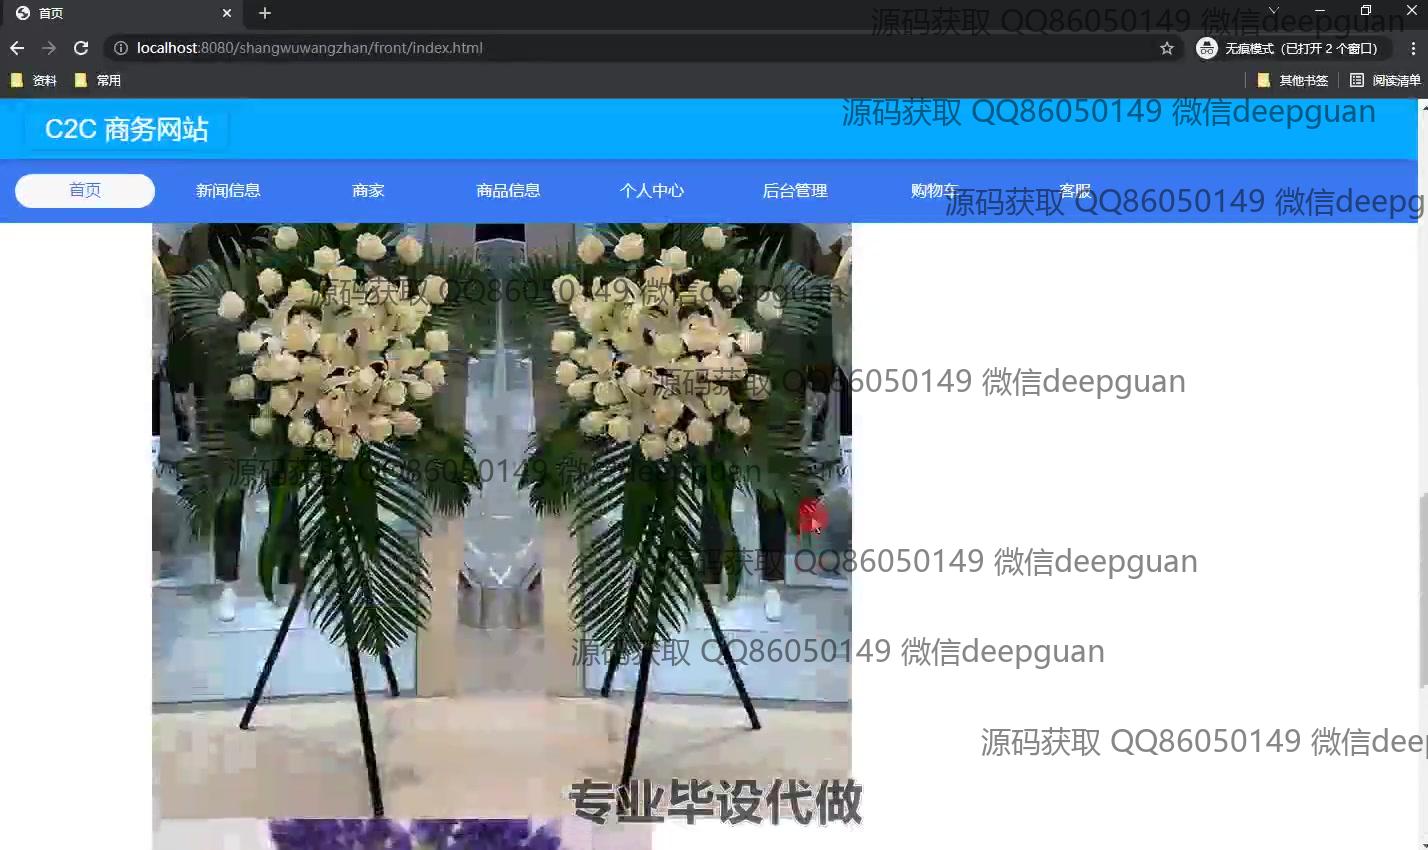 首页
源码获取 QQ86050149 微信deepguan
localhost:8080/shangwuwangzhan/front/index.html
无痕模式（已打开 2 个窗口）
资料 常用 其他书签 阅读清单
C2C 商务网站
源码获取 QQ86050149 微信deepguan
首页 新闻信息 商家 商品信息 个人中心 后台管理 购物车 客服
源码获取 QQ86050149 微信deepg
源码获取 QQ86050149 微信deepguan
源码获取 QQ86050149 微信deepguan
源码获取 QQ86050149 微信deepguan
源码获取 QQ86050149 微信deepguan
源码获取 QQ86050149 微信deepguan
源码获取 QQ86050149 微信deep
专业毕设代做